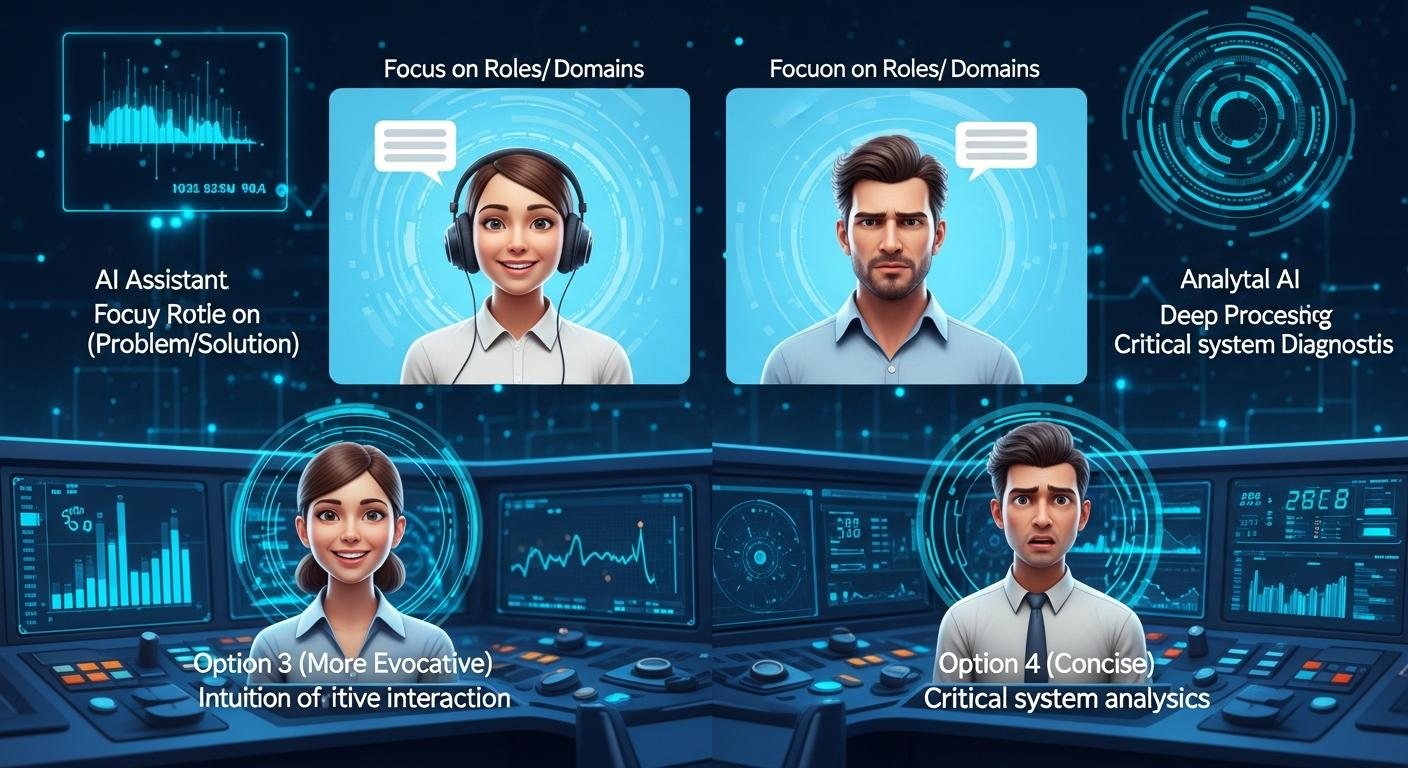 Focus on Roles/ Domains
Focuon on Roles/ Domains
AI Assistant
Focuy Rotle on
(Problem/Solution)
Analytal AI
Deep Procesting
Critical system Diagnostis
Option 3 (More Evocative)
Intuition of itive interaction
Option 4 (Concise)
Critical system analysics